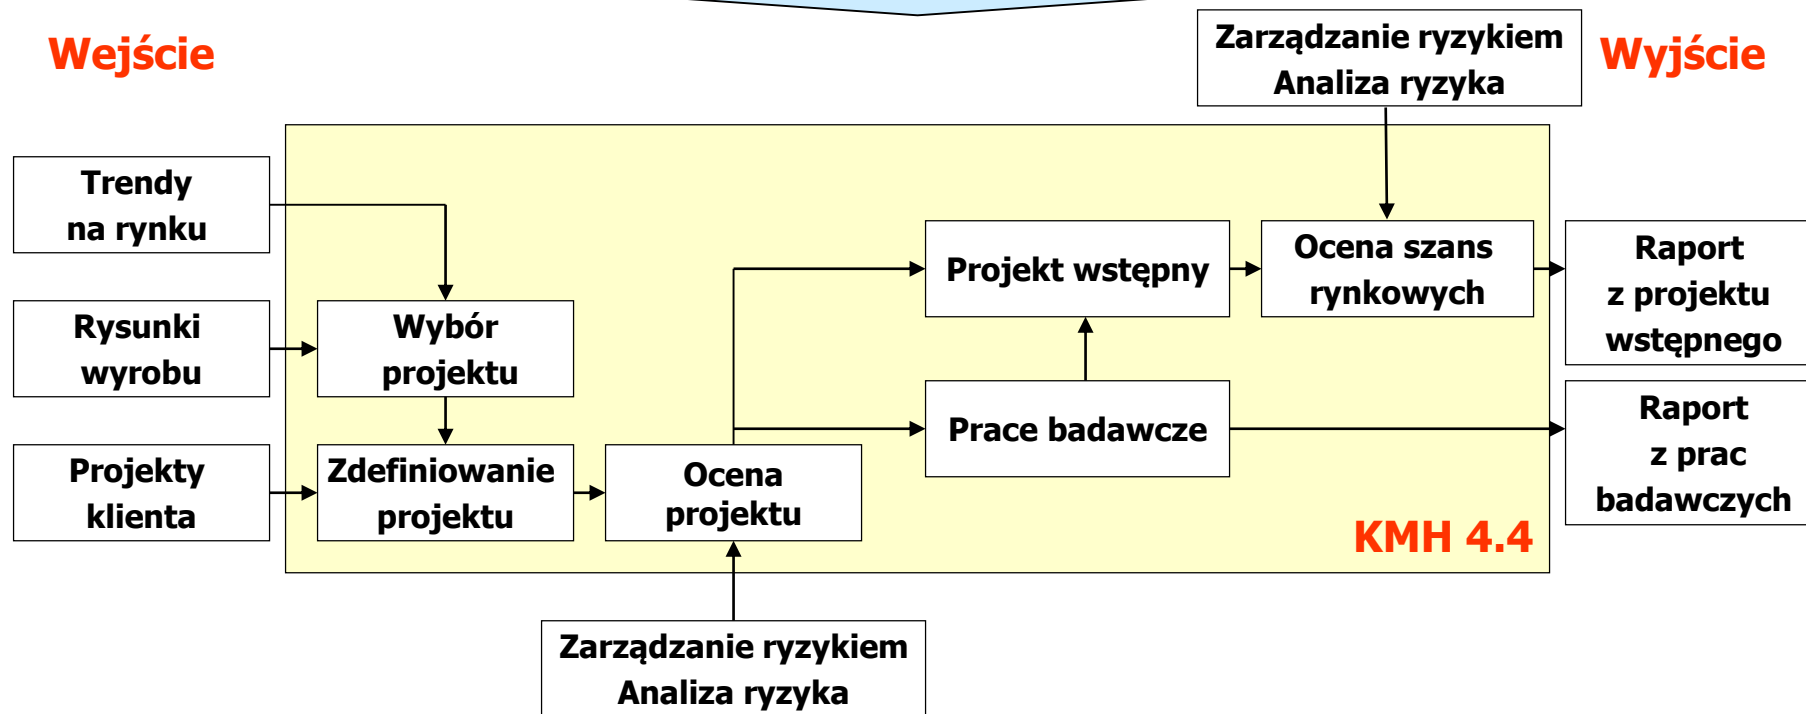 Wejście
Zarządzanie ryzykiem
Analiza ryzyka
Wyjście
Trendy
na rynku
Rysunki
wyrobu
Projekty
klienta
Wybór
projektu
Zdefiniowanie
projektu
Ocena
projektu
Projekt wstępny
Prace badawcze
Ocena szans
rynkowych
Raport
z projektu
wstępnego
Raport
z prac
badawczych
KMH 4.4
Zarządzanie ryzykiem
Analiza ryzyka